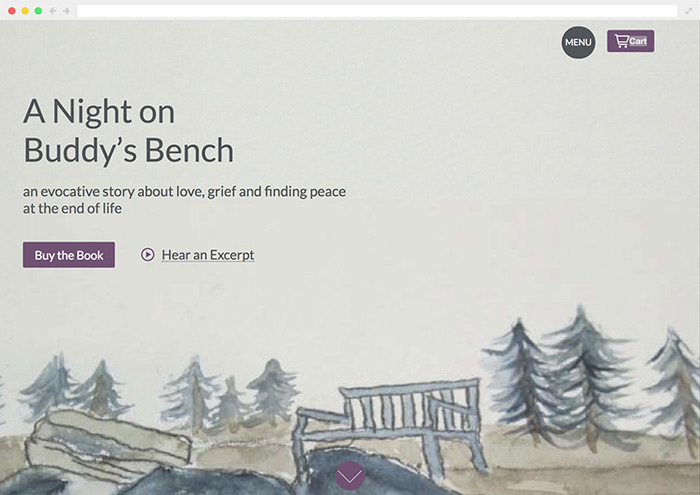 MENU
Cart
A Night on
Buddy’s Bench
an evocative story about love, grief and finding peace
at the end of life
Buy the Book
Hear an Excerpt